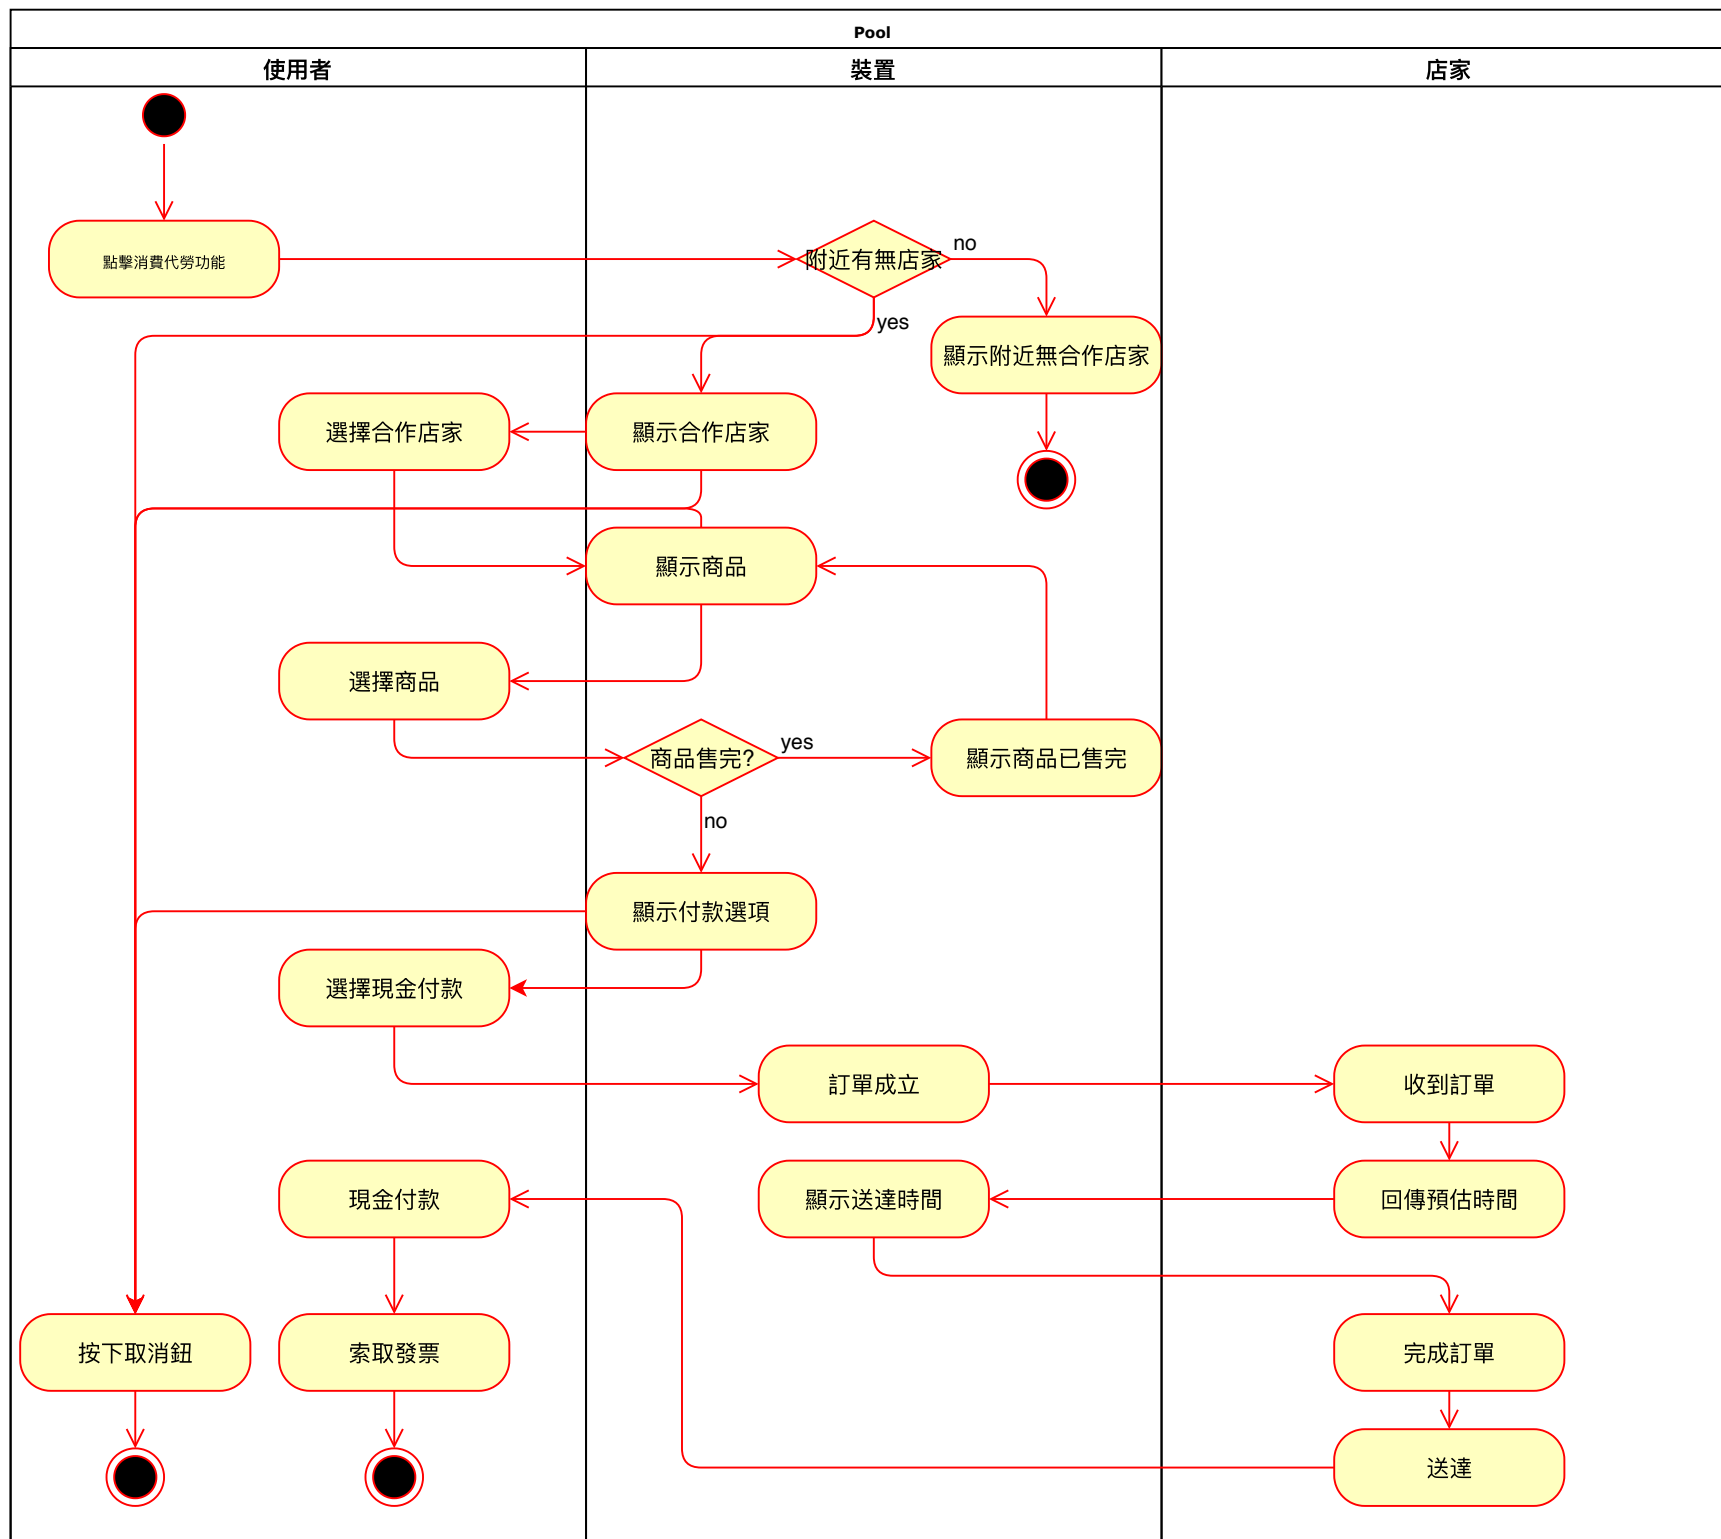 Pool
使用者
裝置
店家
點擊消費代勞功能
附近有無店家
no
yes
顯示附近無合作店家
選擇合作店家
顯示合作店家
顯示商品
選擇商品
商品售完?
yes
顯示商品已售完
no
顯示付款選項
選擇現金付款
訂單成立
收到訂單
現金付款
顯示送達時間
回傳預估時間
按下取消鈕
索取發票
完成訂單
送達